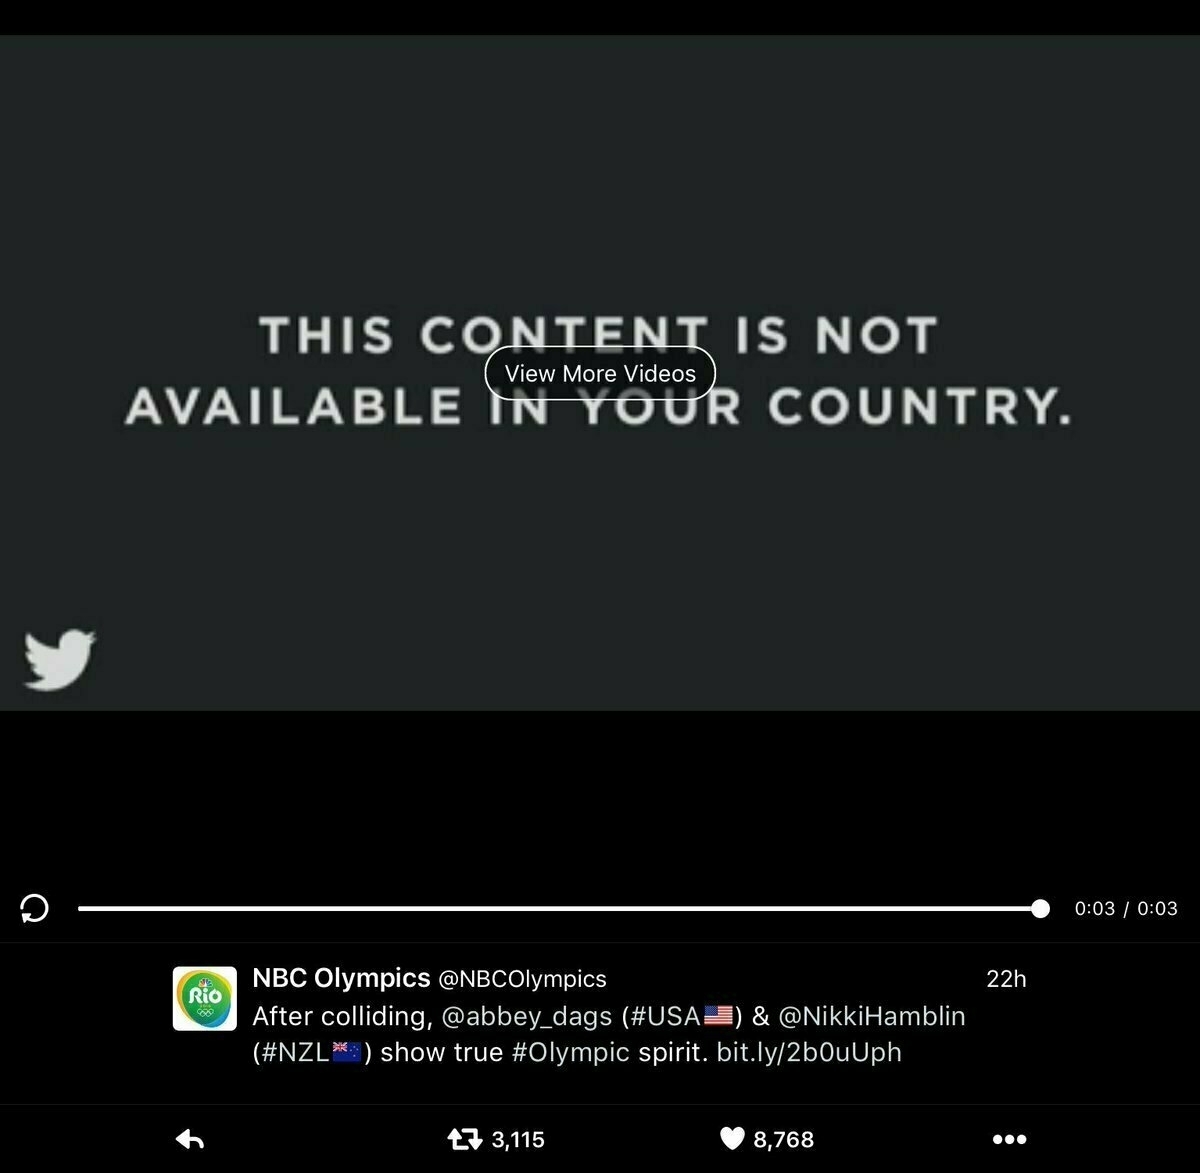 THIS CONTENT IS NOT
View More Videos
AVAILABLE IN YOUR COUNTRY.
0:03 / 0:03
Rio
NBC Olympics @NBCOlympics 22h
After colliding, @abbey_dags (#USA🇺🇸) & @NikkiHamblin
(#NZL🇳🇿) show true #Olympic spirit. bit.ly/2b0uUph
3,115 8,768